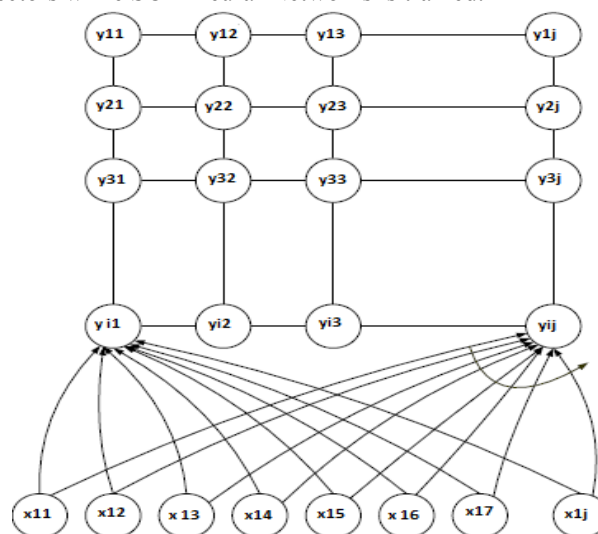 y11 y12 y13 y1j
y21 y22 y23 y2j
y31 y32 y33 y3j
y i1 yi2 yi3 yij
x11 x12 x 13 x14 x15 x 16 x17 x1j